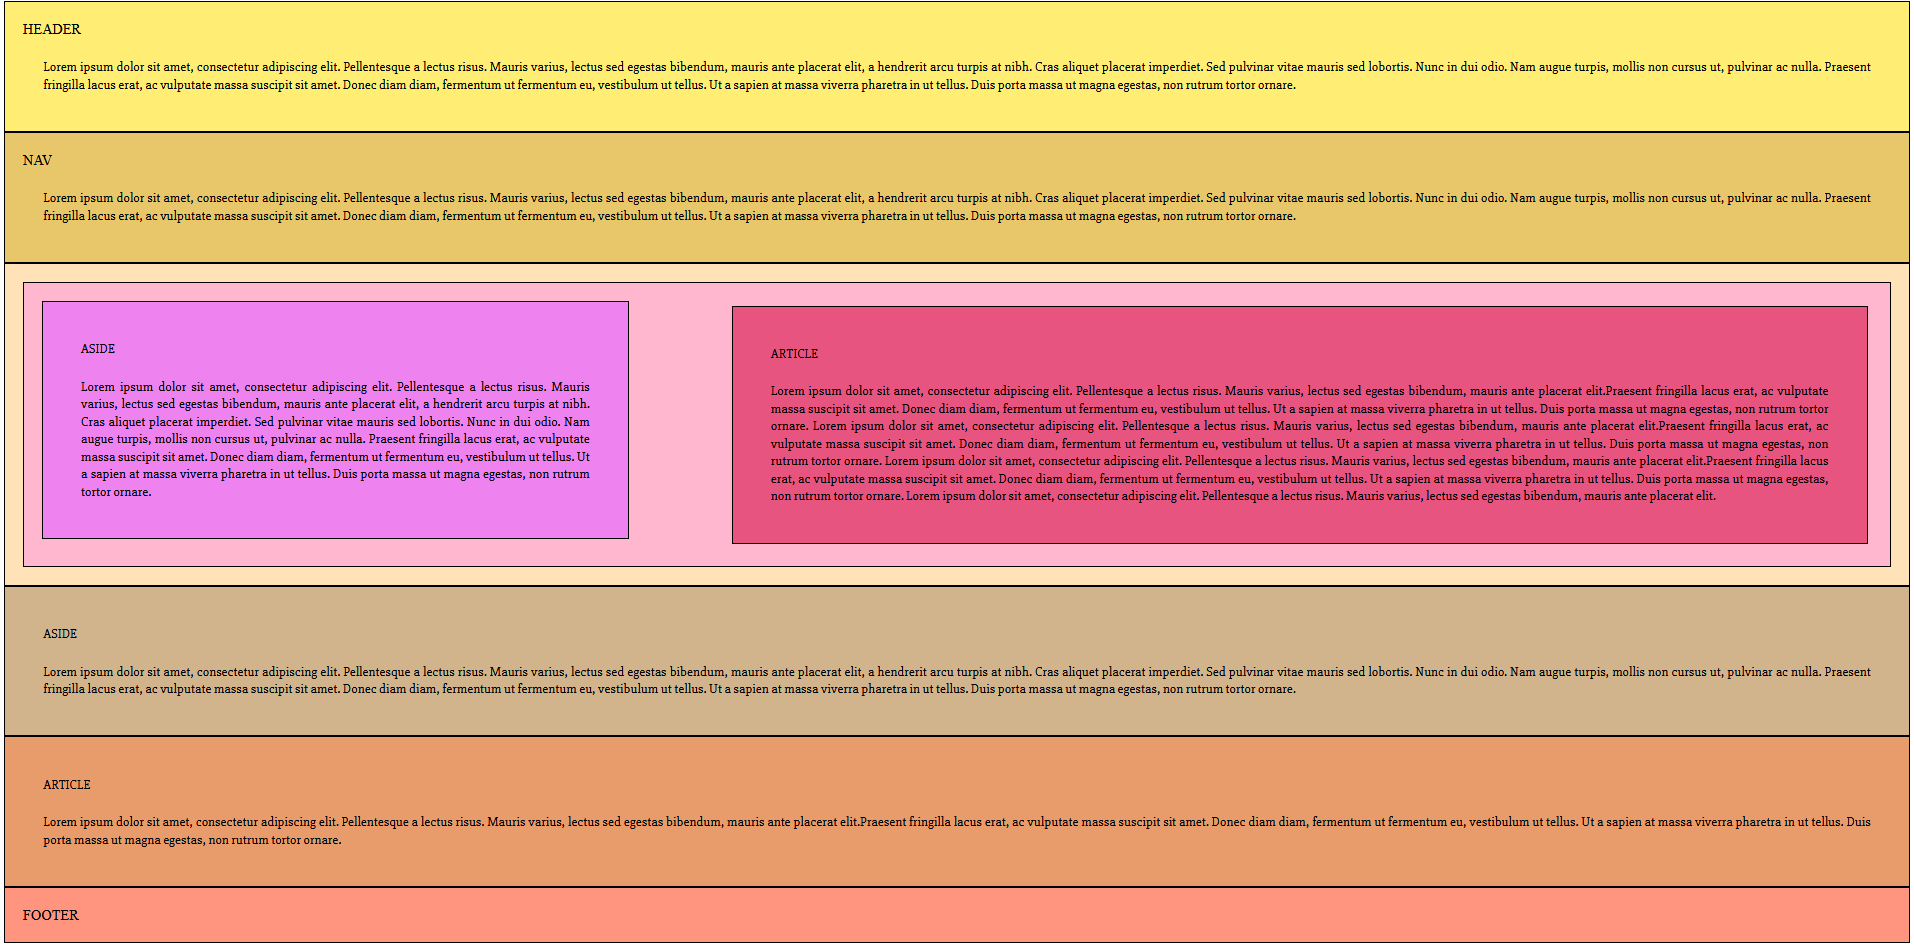 HEADER
Lorem ipsum dolor sit amet, consectetur adipiscing elit. Pellentesque a lectus risus. Mauris varius, lectus sed egestas bibendum, mauris ante placerat elit, a hendrerit arcu turpis at nibh. Cras aliquet placerat imperdiet. Sed pulvinar vitae mauris sed lobortis. Nunc in dui odio. Nam augue turpis, mollis non cursus ut, pulvinar ac nulla. Praesent
fringilla lacus erat, ac vulputate massa suscipit sit amet. Donec diam diam, fermentum ut fermentum eu, vestibulum ut tellus. Ut a sapien at massa viverra pharetra in ut tellus. Duis porta massa ut magna egestas, non rutrum tortor ornare.
NAV
Lorem ipsum dolor sit amet, consectetur adipiscing elit. Pellentesque a lectus risus. Mauris varius, lectus sed egestas bibendum, mauris ante placerat elit, a hendrerit arcu turpis at nibh. Cras aliquet placerat imperdiet. Sed pulvinar vitae mauris sed lobortis. Nunc in dui odio. Nam augue turpis, mollis non cursus ut, pulvinar ac nulla. Praesent
fringilla lacus erat, ac vulputate massa suscipit sit amet. Donec diam diam, fermentum ut fermentum eu, vestibulum ut tellus. Ut a sapien at massa viverra pharetra in ut tellus. Duis porta massa ut magna egestas, non rutrum tortor ornare.
ASIDE
Lorem ipsum dolor sit amet, consectetur adipiscing elit. Pellentesque a lectus risus. Mauris
varius, lectus sed egestas bibendum, mauris ante placerat elit, a hendrerit arcu turpis at nibh.
Cras aliquet placerat imperdiet. Sed pulvinar vitae mauris sed lobortis. Nunc in dui odio. Nam
augue turpis, mollis non cursus ut, pulvinar ac nulla. Praesent fringilla lacus erat, ac vulputate
massa suscipit sit amet. Donec diam diam, fermentum ut fermentum eu, vestibulum ut tellus. Ut
a sapien at massa viverra pharetra in ut tellus. Duis porta massa ut magna egestas, non rutrum
tortor ornare.
ARTICLE
Lorem ipsum dolor sit amet, consectetur adipiscing elit. Pellentesque a lectus risus. Mauris varius, lectus sed egestas bibendum, mauris ante placerat elit.Praesent fringilla lacus erat, ac vulputate
massa suscipit sit amet. Donec diam diam, fermentum ut fermentum eu, vestibulum ut tellus. Ut a sapien at massa viverra pharetra in ut tellus. Duis porta massa ut magna egestas, non rutrum tortor
ornare. Lorem ipsum dolor sit amet, consectetur adipiscing elit. Pellentesque a lectus risus. Mauris varius, lectus sed egestas bibendum, mauris ante placerat elit.Praesent fringilla lacus erat, ac
vulputate massa suscipit sit amet. Donec diam diam, fermentum ut fermentum eu, vestibulum ut tellus. Ut a sapien at massa viverra pharetra in ut tellus. Duis porta massa ut magna egestas, non
rutrum tortor ornare. Lorem ipsum dolor sit amet, consectetur adipiscing elit. Pellentesque a lectus risus. Mauris varius, lectus sed egestas bibendum, mauris ante placerat elit.Praesent fringilla lacus
erat, ac vulputate massa suscipit sit amet. Donec diam diam, fermentum ut fermentum eu, vestibulum ut tellus. Ut a sapien at massa viverra pharetra in ut tellus. Duis porta massa ut magna egestas,
non rutrum tortor ornare. Lorem ipsum dolor sit amet, consectetur adipiscing elit. Pellentesque a lectus risus. Mauris varius, lectus sed egestas bibendum, mauris ante placerat elit.
ASIDE
Lorem ipsum dolor sit amet, consectetur adipiscing elit. Pellentesque a lectus risus. Mauris varius, lectus sed egestas bibendum, mauris ante placerat elit, a hendrerit arcu turpis at nibh. Cras aliquet placerat imperdiet. Sed pulvinar vitae mauris sed lobortis. Nunc in dui odio. Nam augue turpis, mollis non cursus ut, pulvinar ac nulla. Praesent
fringilla lacus erat, ac vulputate massa suscipit sit amet. Donec diam diam, fermentum ut fermentum eu, vestibulum ut tellus. Ut a sapien at massa viverra pharetra in ut tellus. Duis porta massa ut magna egestas, non rutrum tortor ornare.
ARTICLE
Lorem ipsum dolor sit amet, consectetur adipiscing elit. Pellentesque a lectus risus. Mauris varius, lectus sed egestas bibendum, mauris ante placerat elit.Praesent fringilla lacus erat, ac vulputate massa suscipit sit amet. Donec diam diam, fermentum ut fermentum eu, vestibulum ut tellus. Ut a sapien at massa viverra pharetra in ut tellus. Duis
porta massa ut magna egestas, non rutrum tortor ornare.
FOOTER